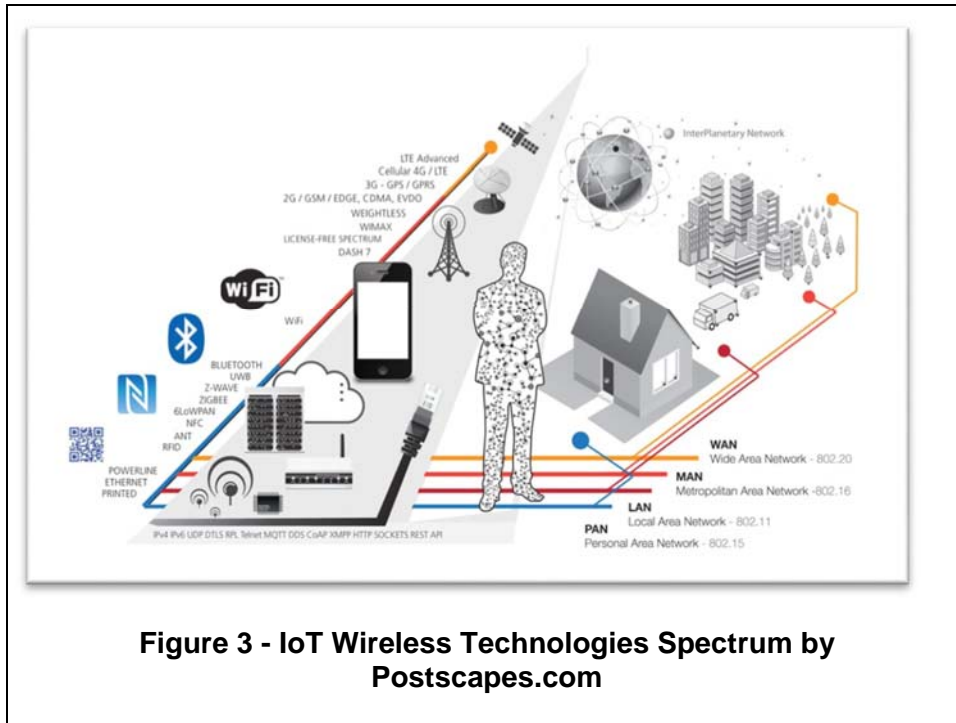 InterPlanetary Network
LTE Advanced
Cellular 4G / LTE
3G - GPS / GPRS
2G / GSM / EDGE, CDMA, EVDO
WEIGHTLESS
WIMAX
LICENSE-FREE SPECTRUM
DASH 7
WiFi
WiFi
BLUETOOTH
UWB
Z-WAVE
ZIGBEE
6LoWPAN
NFC
ANT
RFID
POWERLINE
ETHERNET
PRINTED
WAN
Wide Area Network - 802.20
MAN
Metropolitan Area Network -802.16
LAN
Local Area Network - 802.11
PAN
Personal Area Network - 802.15
IPv4 IPv6 UDP DTLS RPL Telnet MQTT DDS CoAP XMPP HTTP SOCKETS REST API
Figure 3 - IoT Wireless Technologies Spectrum by
Postscapes.com